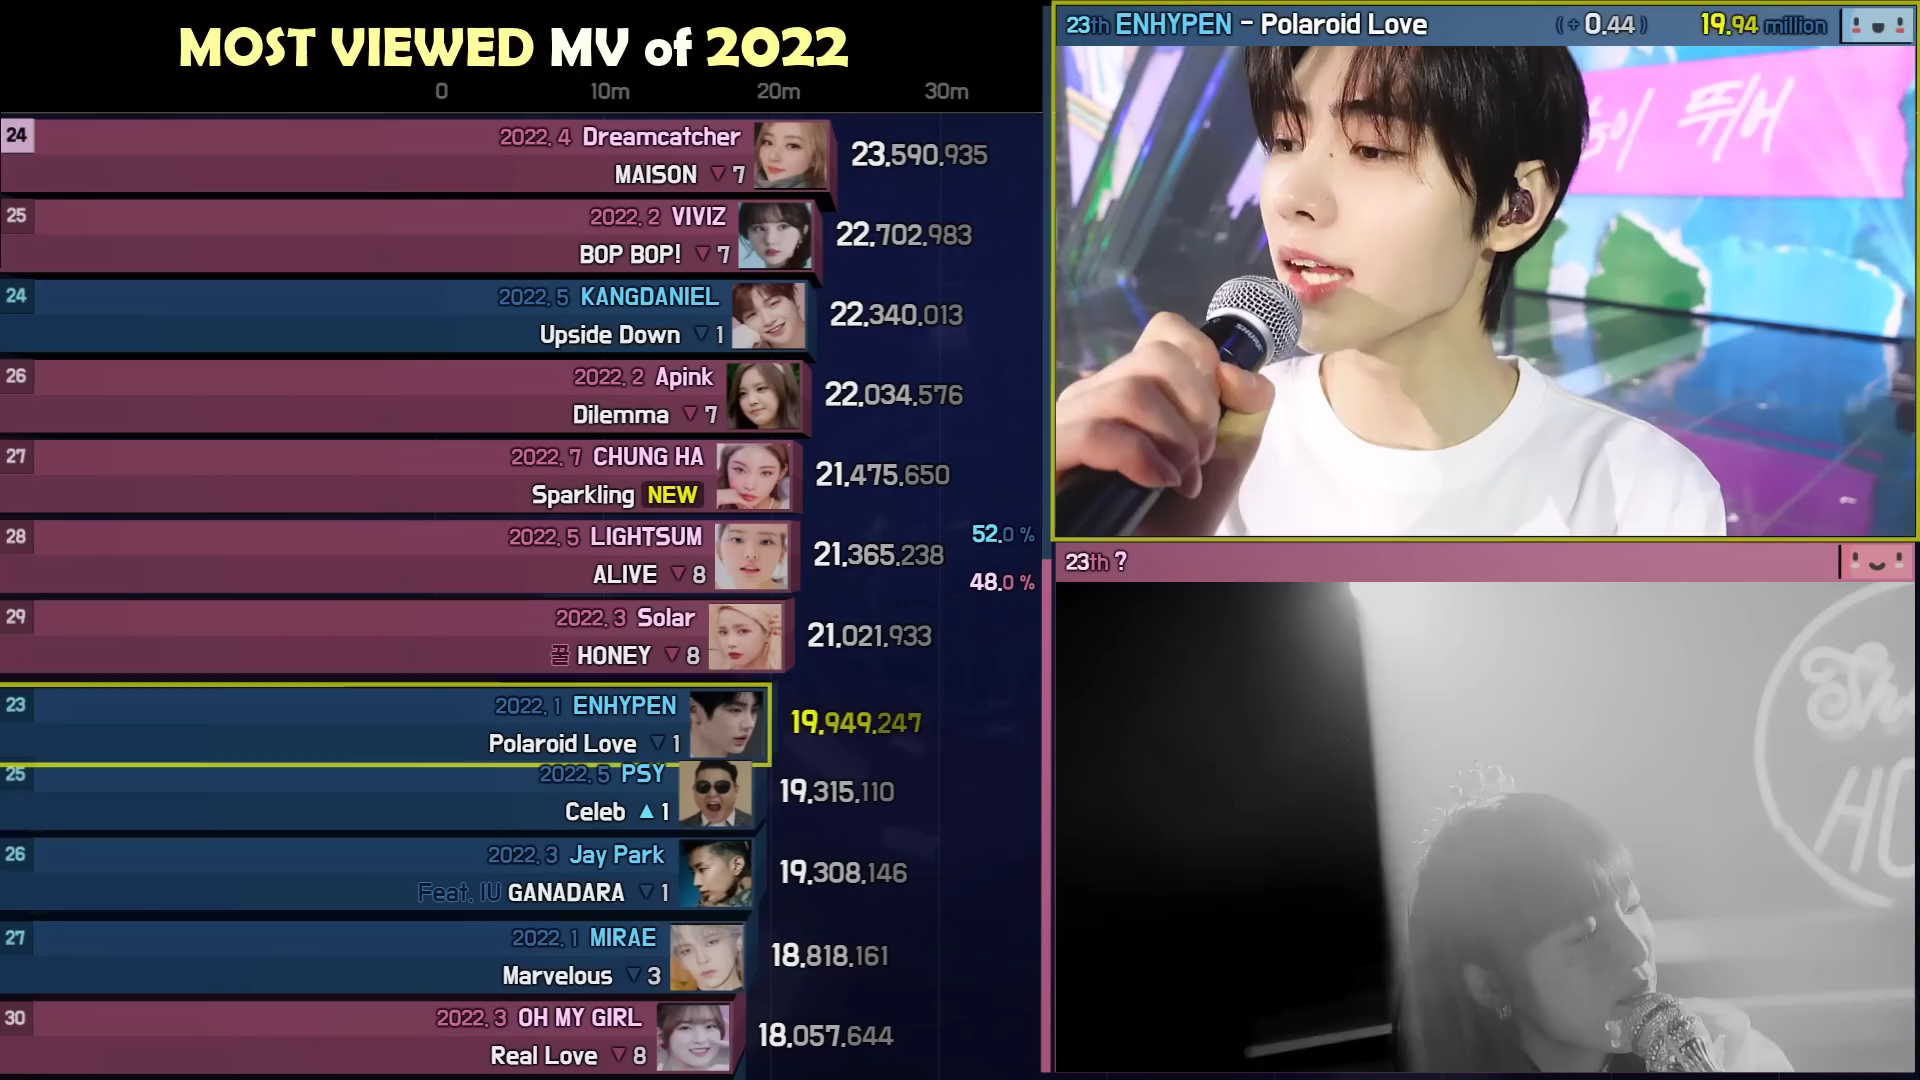 MOST VIEWED MV of 2022
0 10m 20m 30m
24 2022. 4 Dreamcatcher
MAISON ▼ 7
23,590,935
25 2022. 2 VIVIZ
BOP BOP! ▼ 7
22,702,983
24 2022. 5 KANGDANIEL
Upside Down ▼ 1
22,340,013
26 2022. 2 Apink
Dilemma ▼ 7
22,034,576
27 2022. 7 CHUNG HA
Sparkling NEW
21,475,650
28 2022. 5 LIGHTSUM
ALIVE ▼ 8
21,365,238
52.0 %
48.0 %
29 2022. 3 Solar
꿀 HONEY ▼ 8
21,021,933
23 2022. 1 ENHYPEN
Polaroid Love ▼ 1
19,949,247
25 2022. 5 PSY
Celeb ▲ 1
19,315,110
26 2022. 3 Jay Park
Feat. IU GANADARA ▼ 1
19,308,146
27 2022. 1 MIRAE
Marvelous ▼ 3
18,818,161
30 2022. 3 OH MY GIRL
Real Love ▼ 8
18,057,644
23th ENHYPEN - Polaroid Love (+ 0.44) 19.94 million
뛰어
SHURE
23th ?